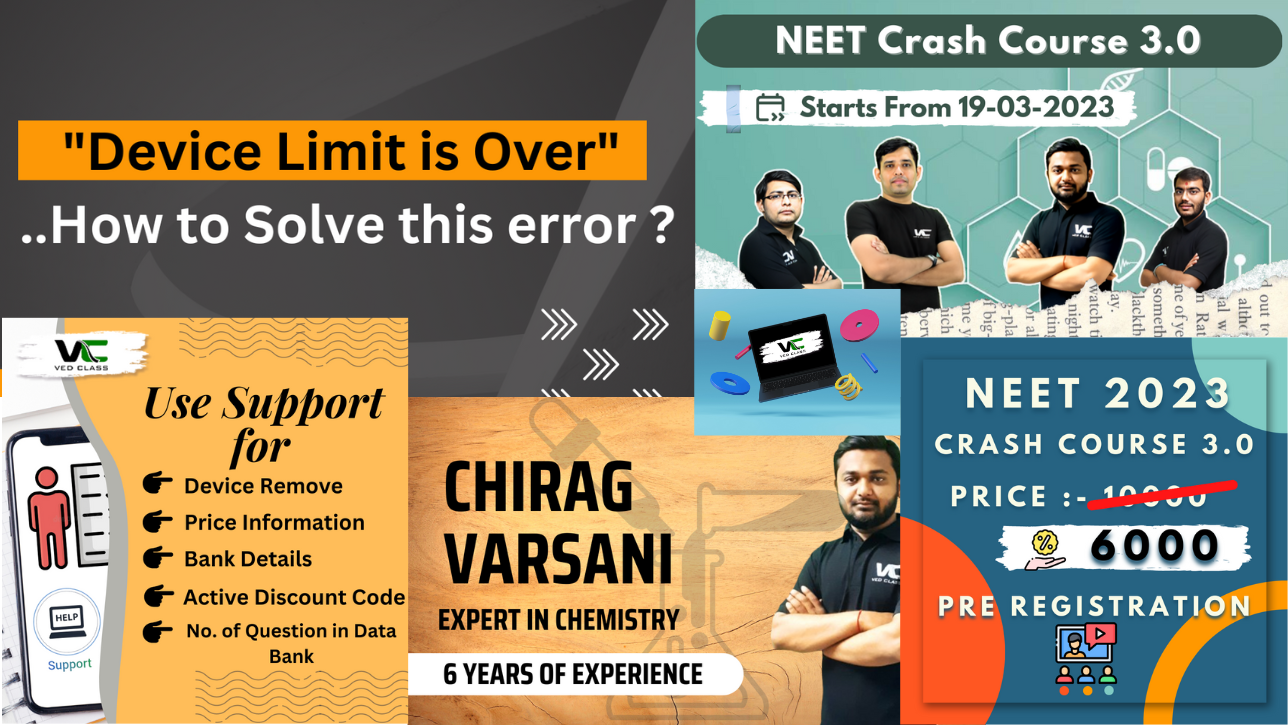 "Device Limit is Over"
..How to Solve this error ?
NEET Crash Course 3.0
Starts From 19-03-2023
VC
VED CLASS
Use Support
for
Device Remove
Price Information
Bank Details
Active Discount Code
No. of Question in Data
Bank
HELP
Support
VC
VED CLASS
CHIRAG
VARSANI
EXPERT IN CHEMISTRY
6 YEARS OF EXPERIENCE
NEET 2023
CRASH COURSE 3.0
PRICE :- 10000
6000
PRE REGISTRATION